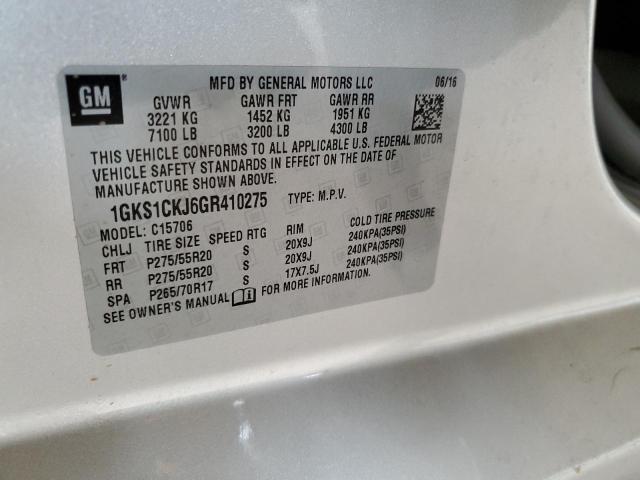 GM
MFD BY GENERAL MOTORS LLC 06/16
GVWR GAWR FRT GAWR RR
3221 KG 1452 KG 1951 KG
7100 LB 3200 LB 4300 LB
THIS VEHICLE CONFORMS TO ALL APPLICABLE U.S. FEDERAL MOTOR
VEHICLE SAFETY STANDARDS IN EFFECT ON THE DATE OF
MANUFACTURE SHOWN ABOVE.
1GKS1CKJ6GR410275 TYPE: M.P.V.
MODEL: C15706
CHLJ TIRE SIZE SPEED RTG RIM COLD TIRE PRESSURE
FRT P275/55R20 S 20X9J 240KPA(35PSI)
RR P275/55R20 S 20X9J 240KPA(35PSI)
SPA P265/70R17 S 17X7.5J 240KPA(35PSI)
SEE OWNER'S MANUAL FOR MORE INFORMATION.